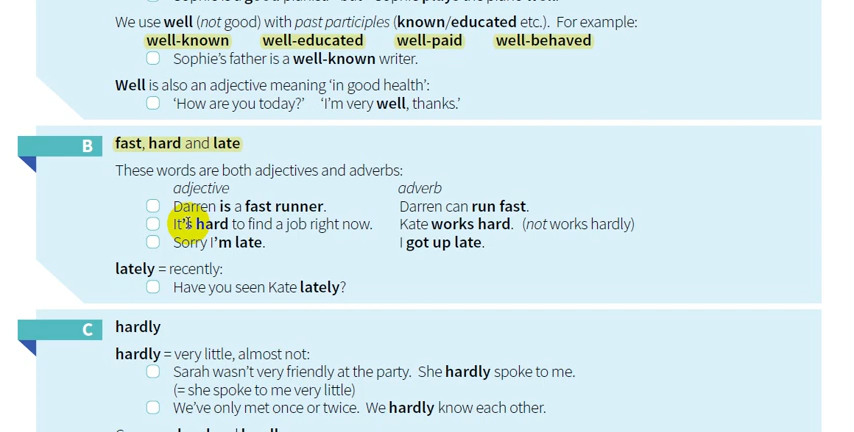 We use well (not good) with past participles (known/educated etc.). For example:
well-known well-educated well-paid well-behaved
Sophie's father is a well-known writer.
Well is also an adjective meaning 'in good health':
'How are you today?' 'I'm very well, thanks.'
B fast, hard and late
These words are both adjectives and adverbs:
adjective adverb
Darren is a fast runner. Darren can run fast.
It's hard to find a job right now. Kate works hard. (not works hardly)
Sorry I'm late. I got up late.
lately = recently:
Have you seen Kate lately?
C hardly
hardly = very little, almost not:
Sarah wasn't very friendly at the party. She hardly spoke to me.
(= she spoke to me very little)
We've only met once or twice. We hardly know each other.